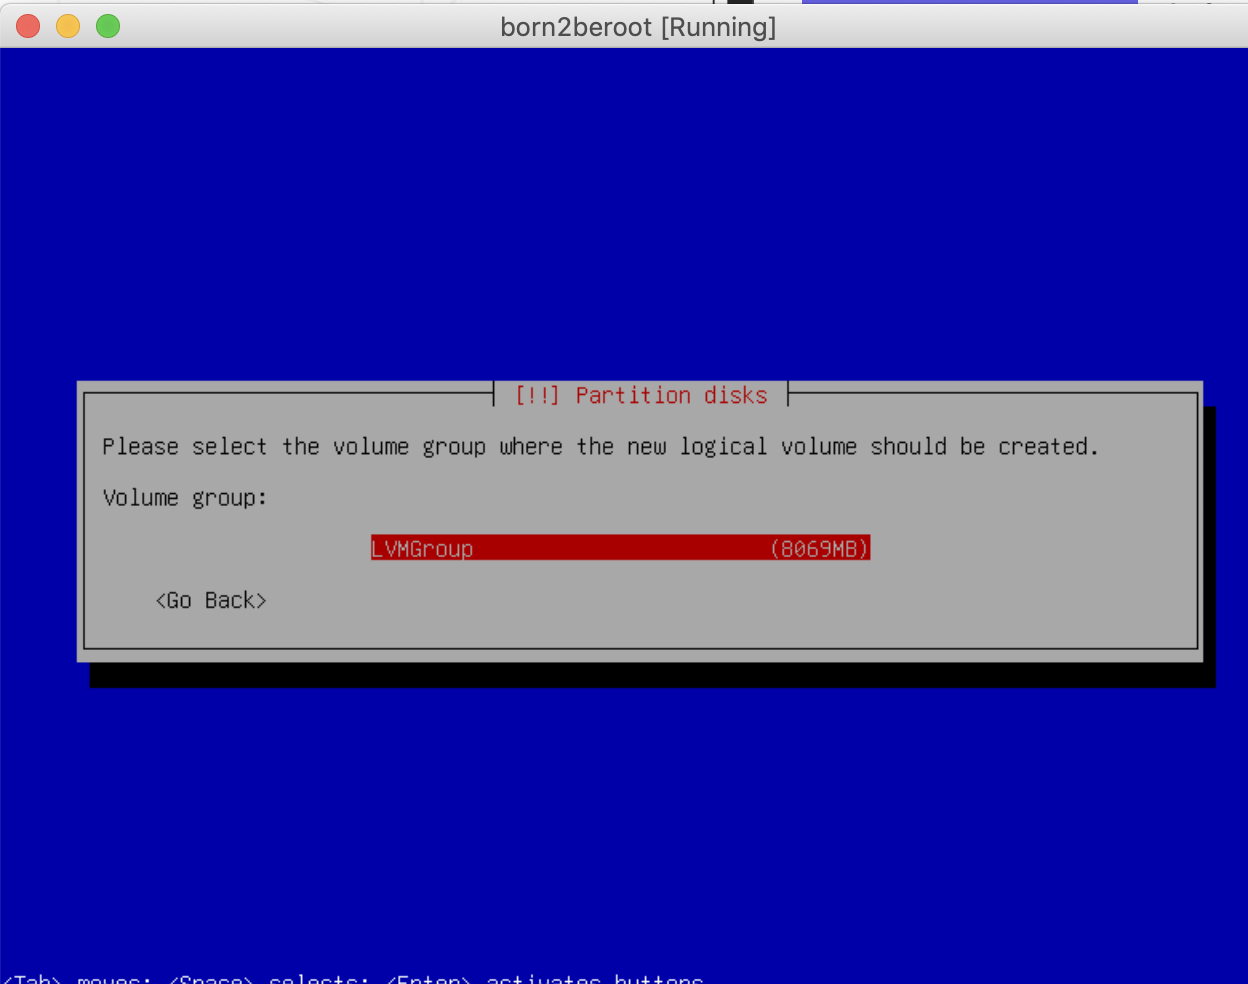 born2beroot [Running]
[!!] Partition disks
Please select the volume group where the new logical volume should be created.
Volume group:
LVMGroup (8069MB)
<Go Back>
<Tab> moves; <Space> selects; <Enter> activates buttons